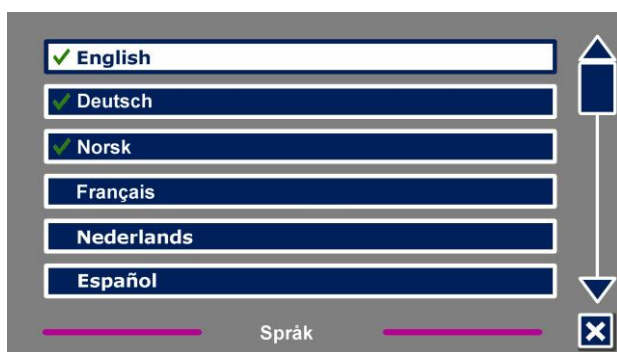 English
Deutsch
Norsk
Français
Nederlands
Español
Språk